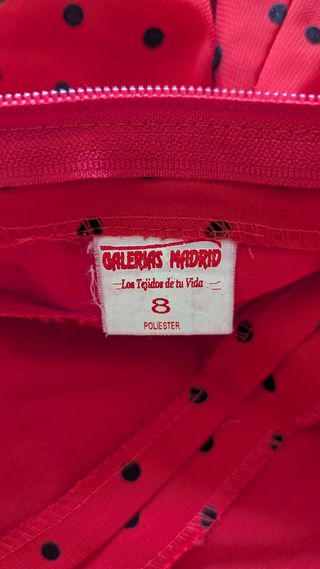 GALERIAS MADRID
Los Tejidos de tu Vida
8
POLIESTER